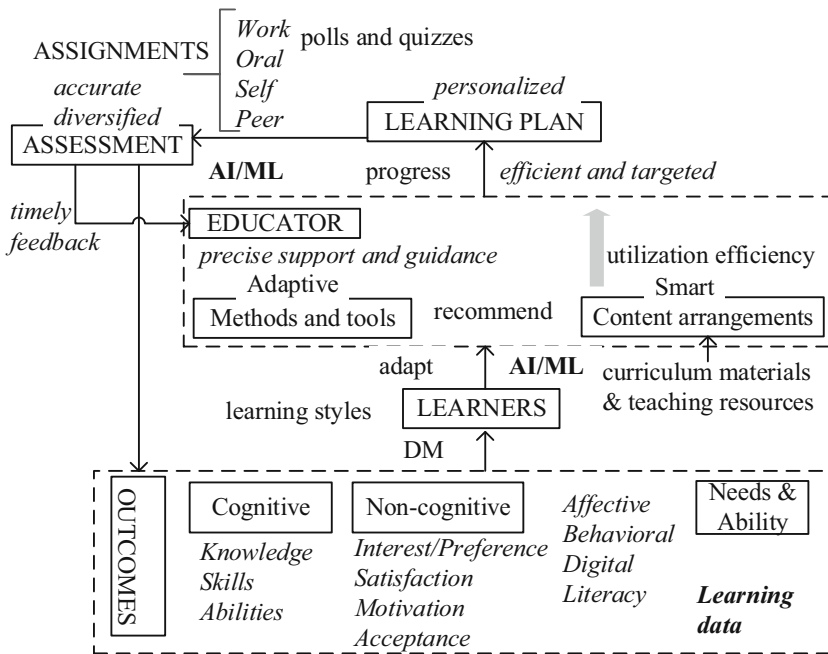 ASSIGNMENTS
Work
Oral
Self
Peer
polls and quizzes
accurate
diversified
ASSESSMENT
personalized
LEARNING PLAN
AI/ML
progress
efficient and targeted
timely
feedback
EDUCATOR
precise support and guidance
utilization efficiency
Adaptive
Methods and tools
recommend
Smart
Content arrangements
adapt
AI/ML
curriculum materials
& teaching resources
learning styles
LEARNERS
DM
OUTCOMES
Cognitive
Knowledge
Skills
Abilities
Non-cognitive
Interest/Preference
Satisfaction
Motivation
Acceptance
Affective
Behavioral
Digital
Literacy
Needs &
Ability
Learning
data